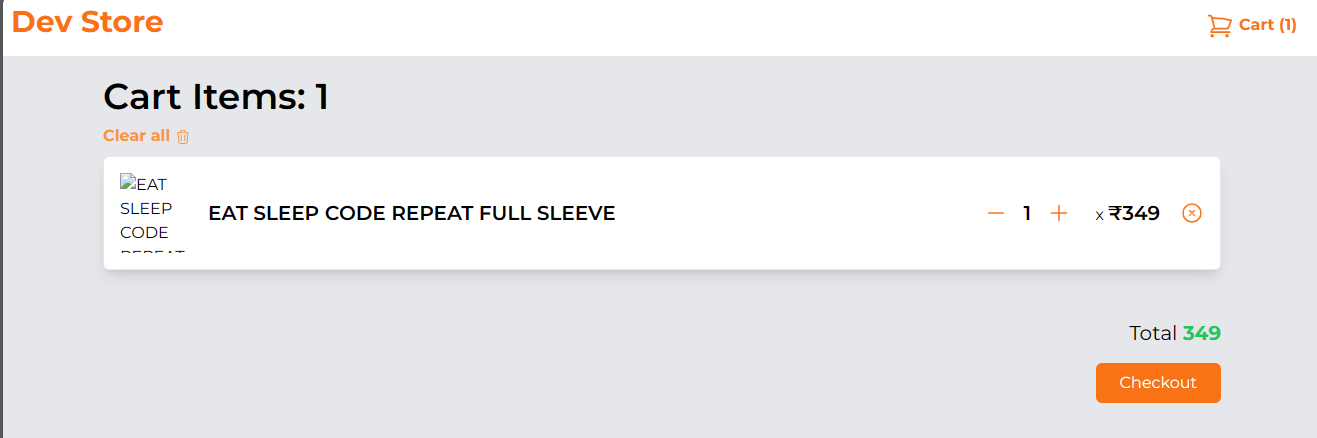 Dev Store
Cart (1)
Cart Items: 1
Clear all
EAT
SLEEP
CODE
REPEAT
EAT SLEEP CODE REPEAT FULL SLEEVE
1
x ₹349
Total 349
Checkout